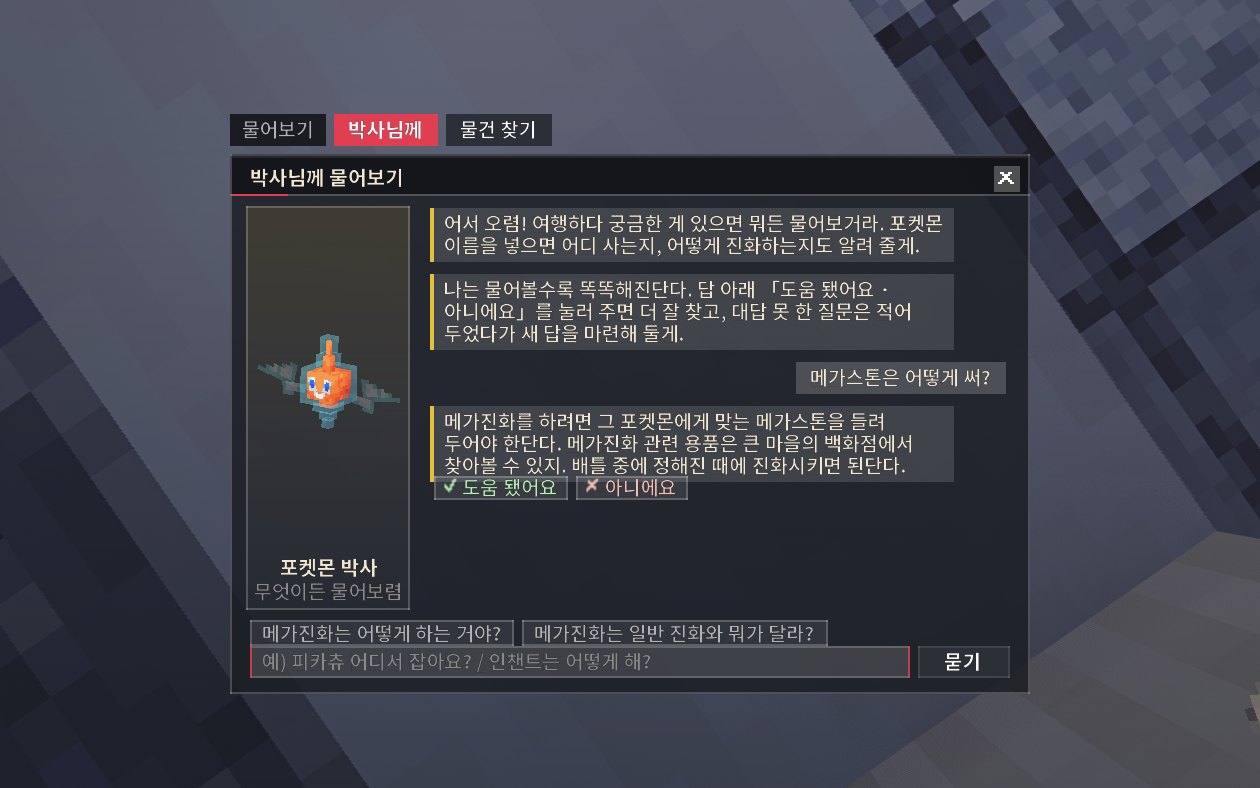 물어보기 박사님께 물건 찾기
박사님께 물어보기
어서 오렴! 여행하다 궁금한 게 있으면 뭐든 물어보거라. 포켓몬
이름을 넣으면 어디 사는지, 어떻게 진화하는지도 알려 줄게.
나는 물어볼수록 똑똑해진단다. 답 아래 「도움 됐어요 ·
아니에요」를 눌러 주면 더 잘 찾고, 대답 못 한 질문은 적어
두었다가 새 답을 마련해 둘게.
메가스톤은 어떻게 써?
메가진화를 하려면 그 포켓몬에게 맞는 메가스톤을 들려
두어야 한단다. 메가진화 관련 용품은 큰 마을의 백화점에서
찾아볼 수 있지. 배틀 중에 정해진 때에 진화시키면 된단다.
✔ 도움 됐어요 ✘ 아니에요
포켓몬 박사
무엇이든 물어보렴
메가진화는 어떻게 하는 거야? 메가진화는 일반 진화와 뭐가 달라?
예) 피카츄 어디서 잡아요? / 인챈트는 어떻게 해? 묻기